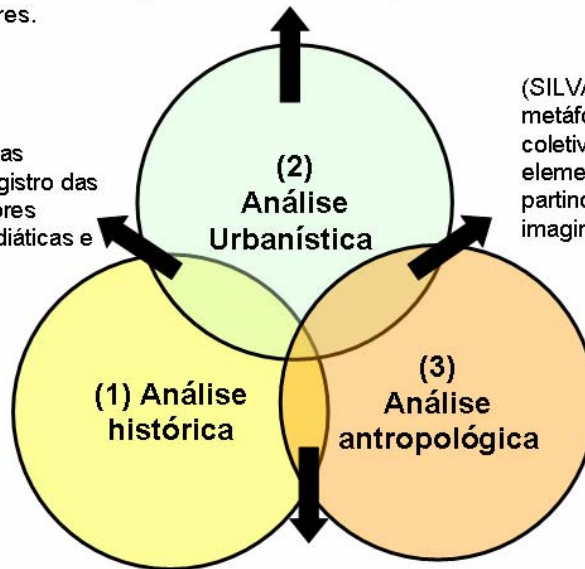 res.
as
gistro das
ores
diáticas e
(2)
Análise
Urbanística
(SILVA
metáfo
coletiv
eleme
partind
imagin
(1) Análise
histórica
(3)
Análise
antropológica